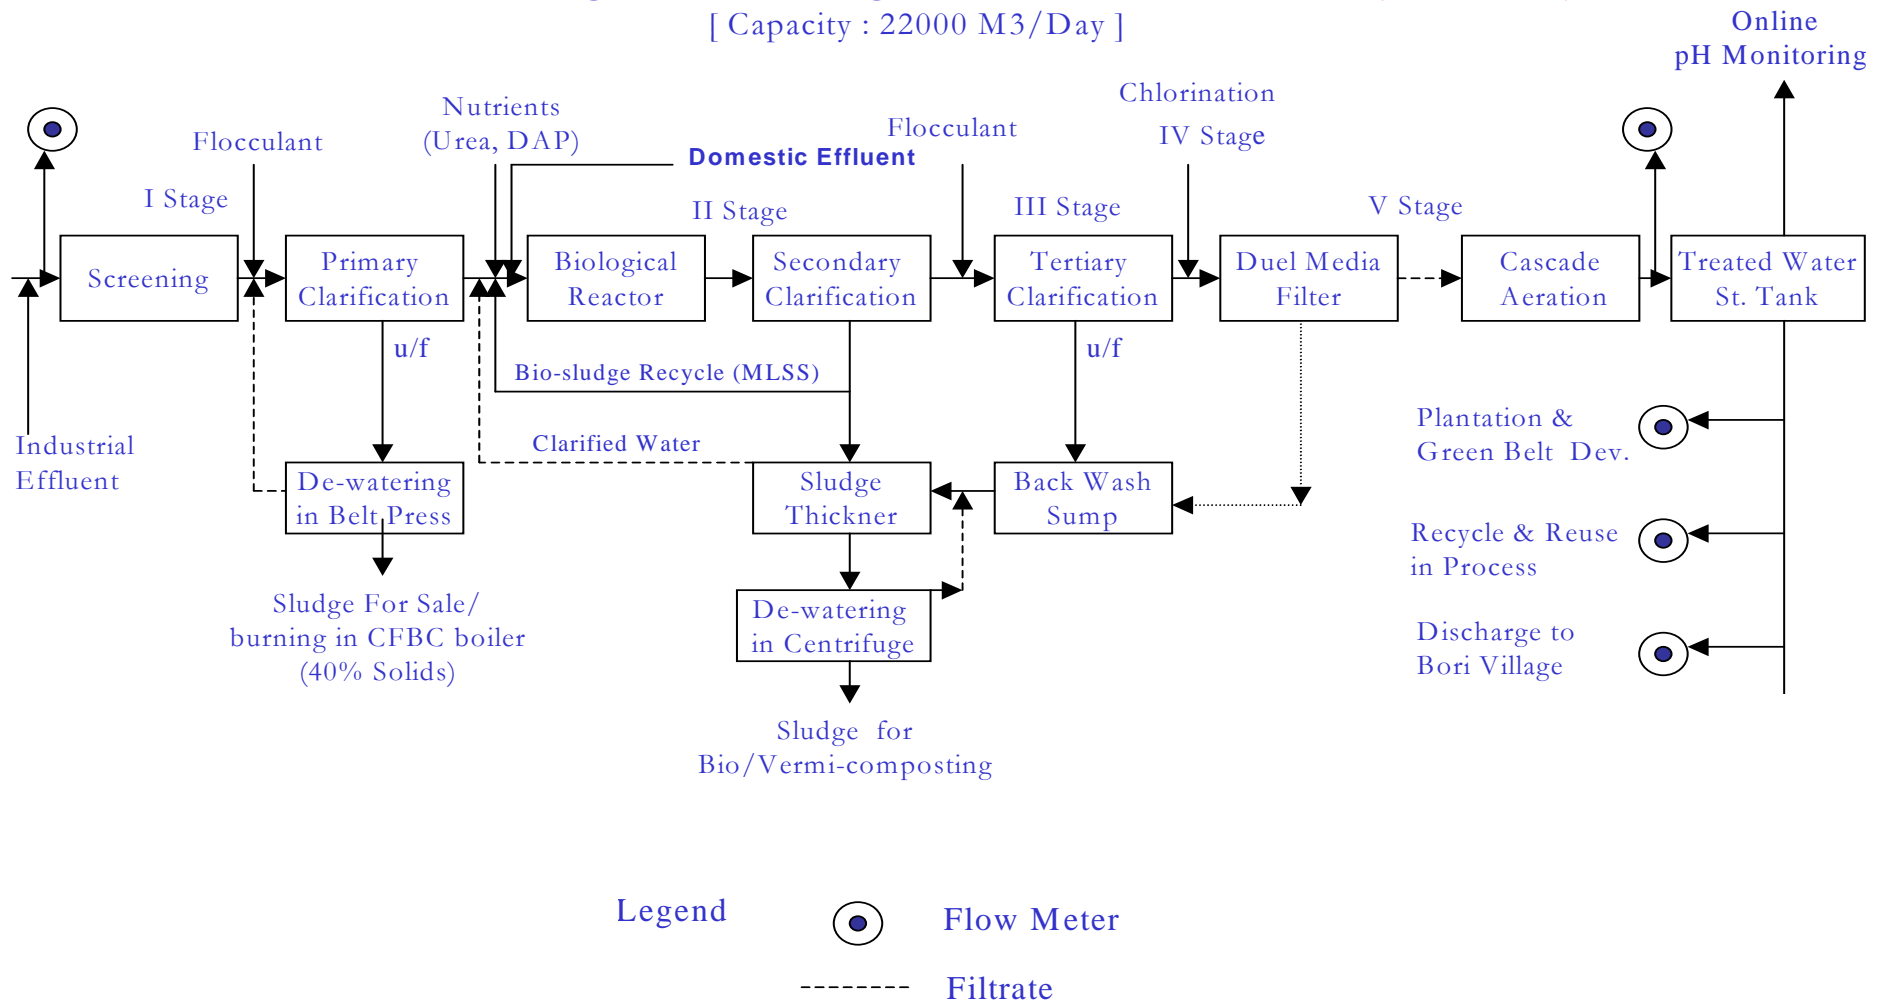 [ Capacity : 22000 M3/Day ]
Online
pH Monitoring
Nutrients
(Urea, DAP)
Chlorination
IV Stage
Flocculant
Flocculant
Domestic Effluent
I Stage
II Stage
III Stage
V Stage
Screening
Primary
Clarification
Biological
Reactor
Secondary
Clarification
Tertiary
Clarification
Duel Media
Filter
Cascade
Aeration
Treated Water
St. Tank
u/f
u/f
Bio-sludge Recycle (MLSS)
Clarified Water
Industrial
Effluent
De-watering
in Belt Press
Sludge
Thickner
Back Wash
Sump
Plantation &
Green Belt Dev.
Recycle & Reuse
in Process
Discharge to
Bori Village
Sludge For Sale/
burning in CFBC boiler
(40% Solids)
De-watering
in Centrifuge
Sludge for
Bio/Vermi-composting
Legend
Flow Meter
Filtrate